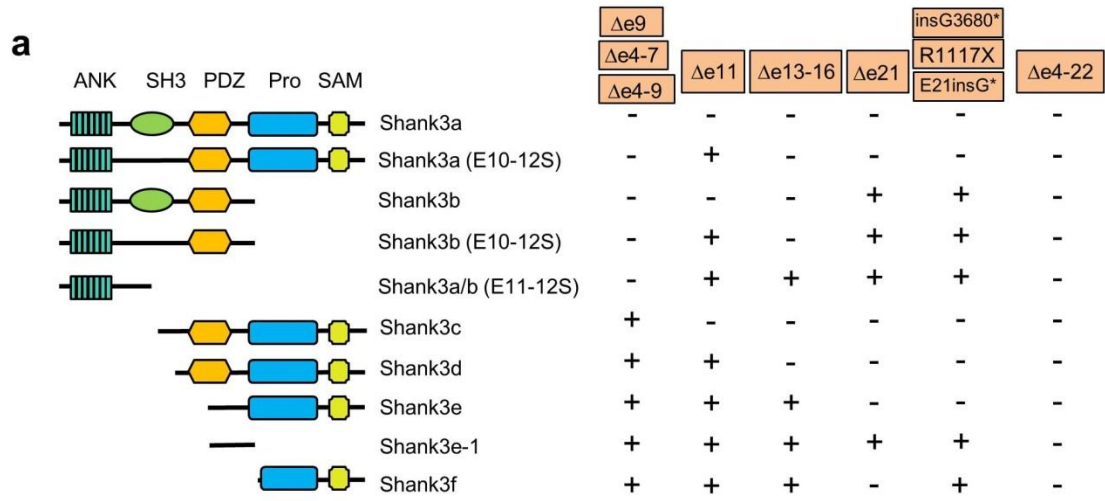 a
ANK SH3 PDZ Pro SAM
Δe9
Δe4-7
Δe4-9
Δe11
Δe13-16
Δe21
insG3680*
R1117X
E21insG*
Δe4-22
Shank3a - - - - - -
Shank3a (E10-12S) - + - - - -
Shank3b - - - + + -
Shank3b (E10-12S) - + - + + -
Shank3a/b (E11-12S) - + + + + -
Shank3c + - - - - -
Shank3d + + - - - -
Shank3e + + + - - -
Shank3e-1 + + + + + -
Shank3f + + + - + -